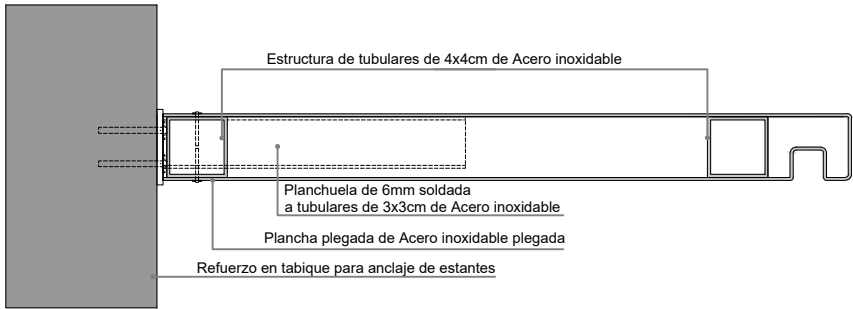 Estructura de tubulares de 4x4cm de Acero inoxidable
Planchuela de 6mm soldada
a tubulares de 3x3cm de Acero inoxidable
Plancha plegada de Acero inoxidable plegada
Refuerzo en tabique para anclaje de estantes